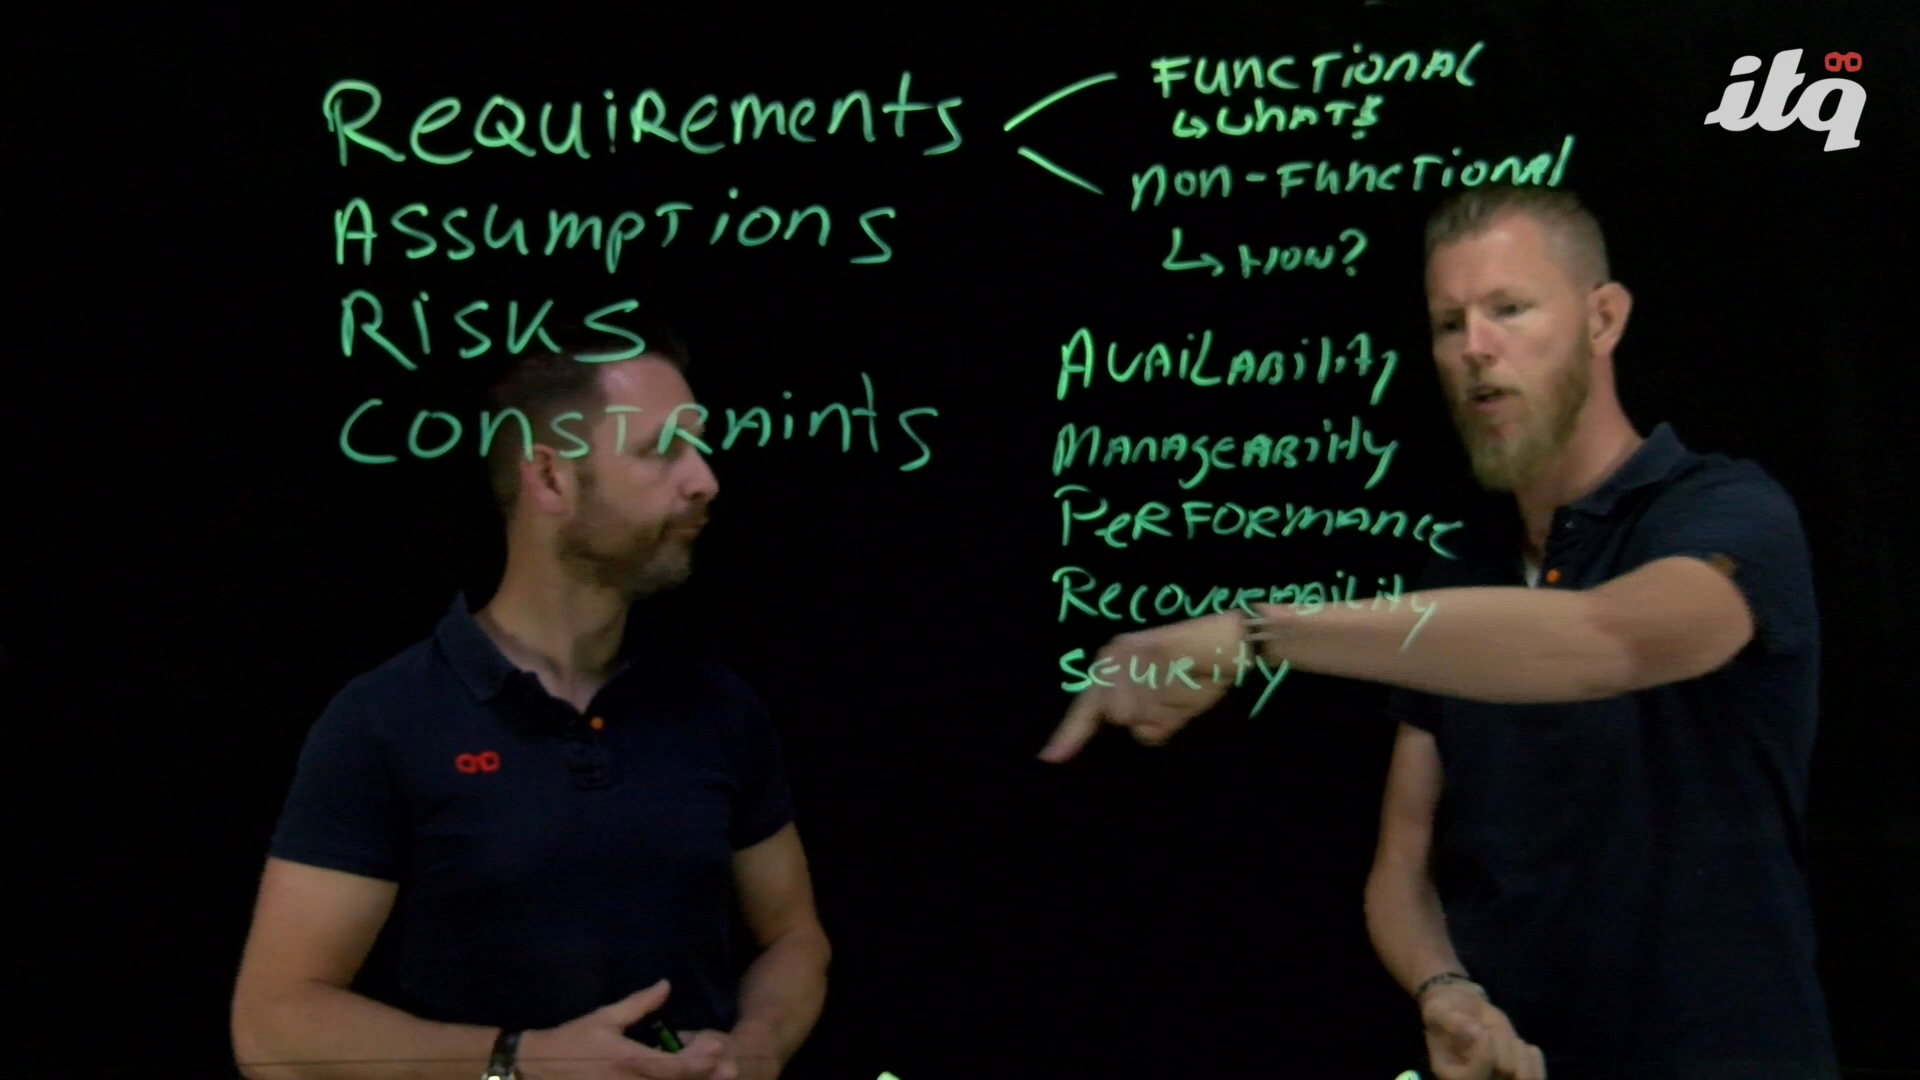 Requirements
Assumptions
Risks
Constraints
Functional
↳ what?
non-functional
↳ How?
Availability
Manageability
Performance
Recoverability
Security
itq